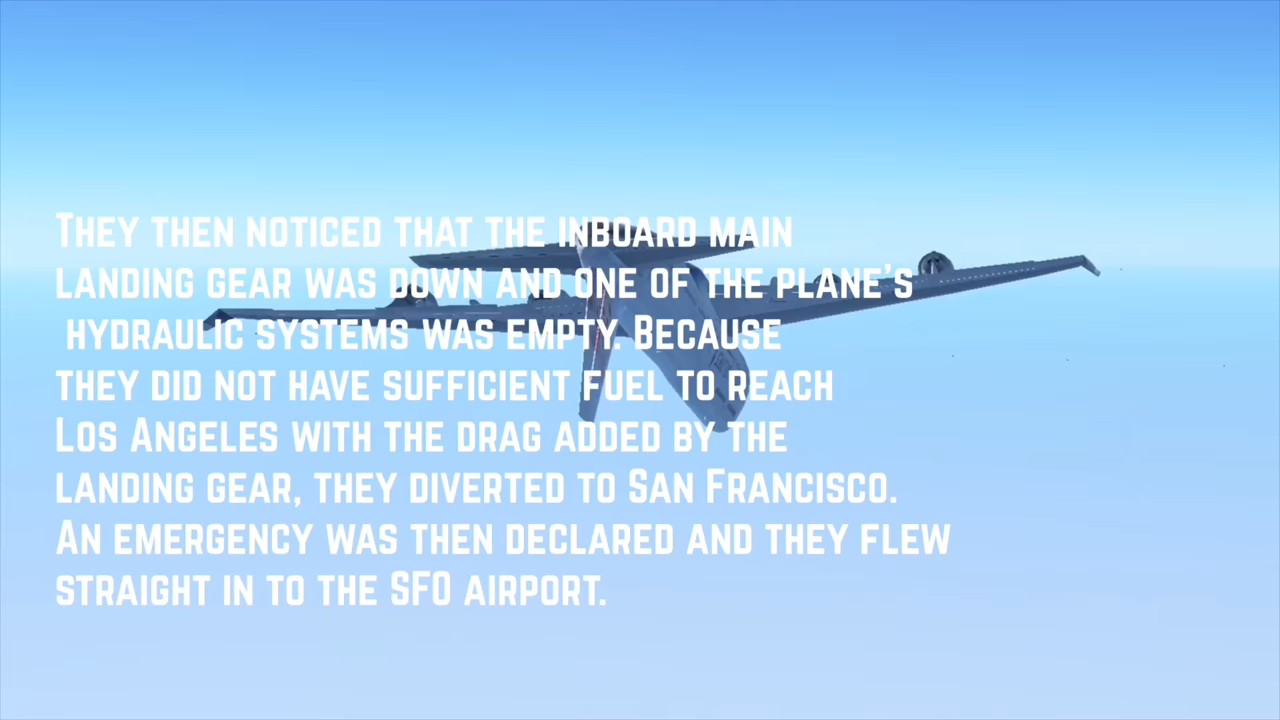 They then noticed that the inboard main
landing gear was down and one of the plane's
hydraulic systems was empty. Because
they did not have sufficient fuel to reach
Los Angeles with the drag added by the
landing gear, they diverted to San Francisco.
An emergency was then declared and they flew
straight in to the SFO airport.